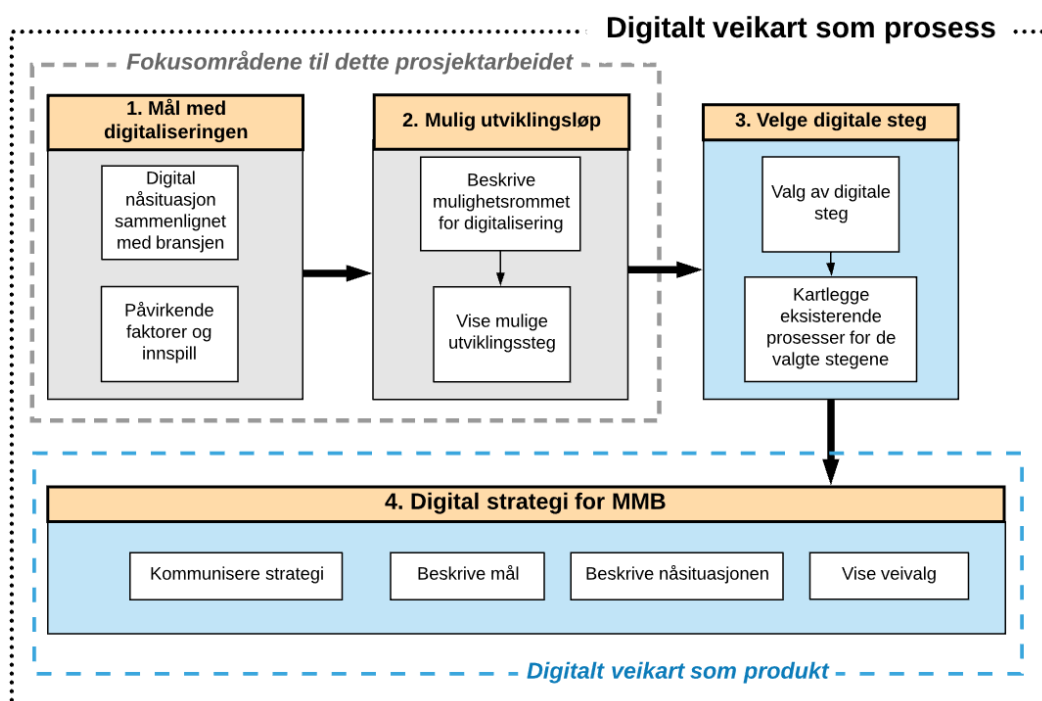 Digitalt veikart som prosess
Fokusområdene til dette prosjektarbeidet
1. Mål med
digitaliseringen
Digital
nåsituasjon
sammenlignet
med bransjen
Påvirkende
faktorer og
innspill
2. Mulig utviklingsløp
Beskrive
mulighetsrommet
for digitalisering
Vise mulige
utviklingssteg
3. Velge digitale steg
Valg av digitale
steg
Kartlegge
eksisterende
prosesser for de
valgte stegene
4. Digital strategi for MMB
Kommunisere strategi
Beskrive mål
Beskrive nåsituasjonen
Vise veivalg
Digitalt veikart som produkt